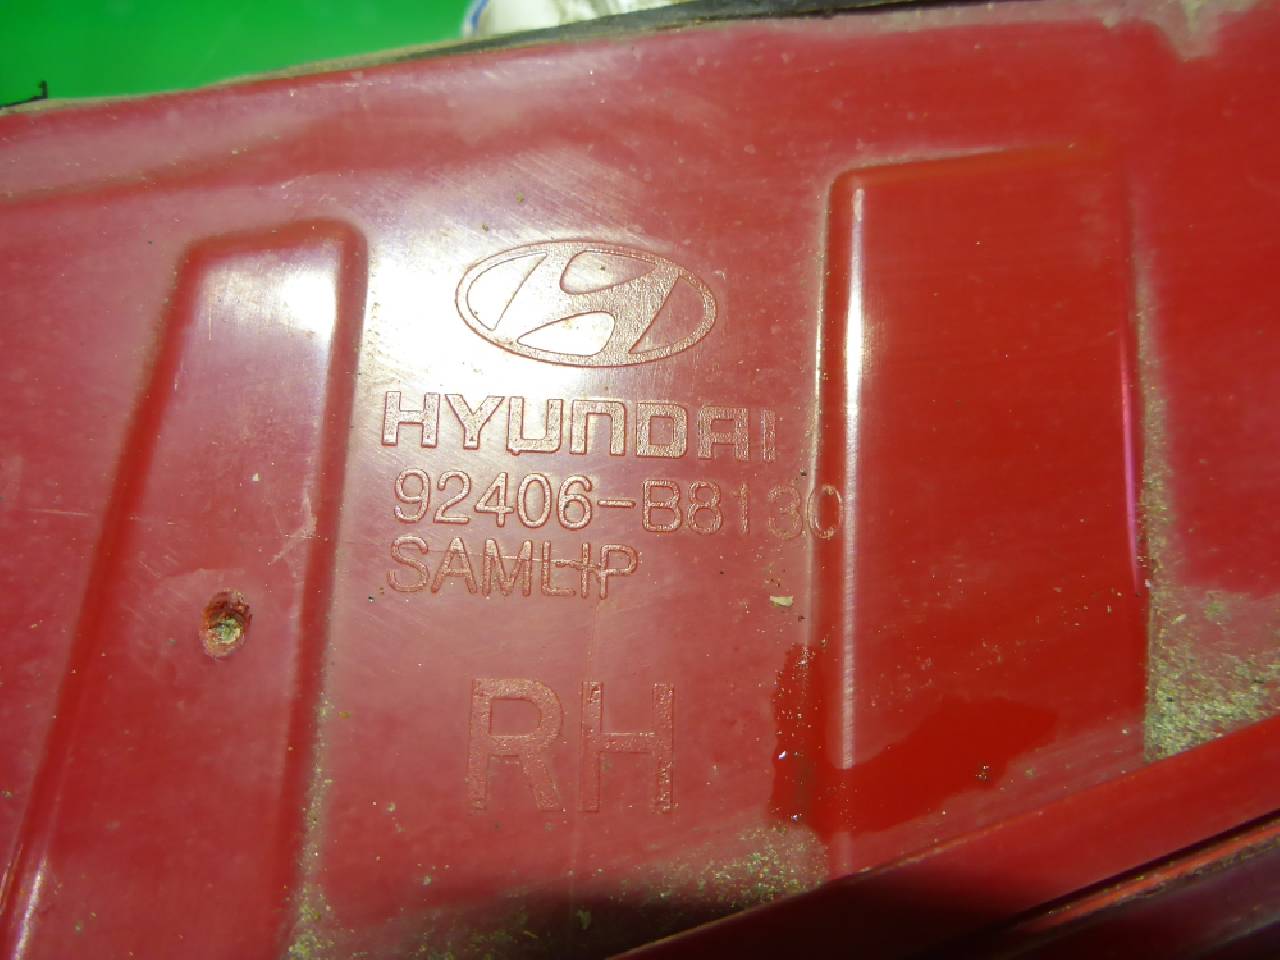 HYUNDAI
92406-B8130
SAMLIP
RH